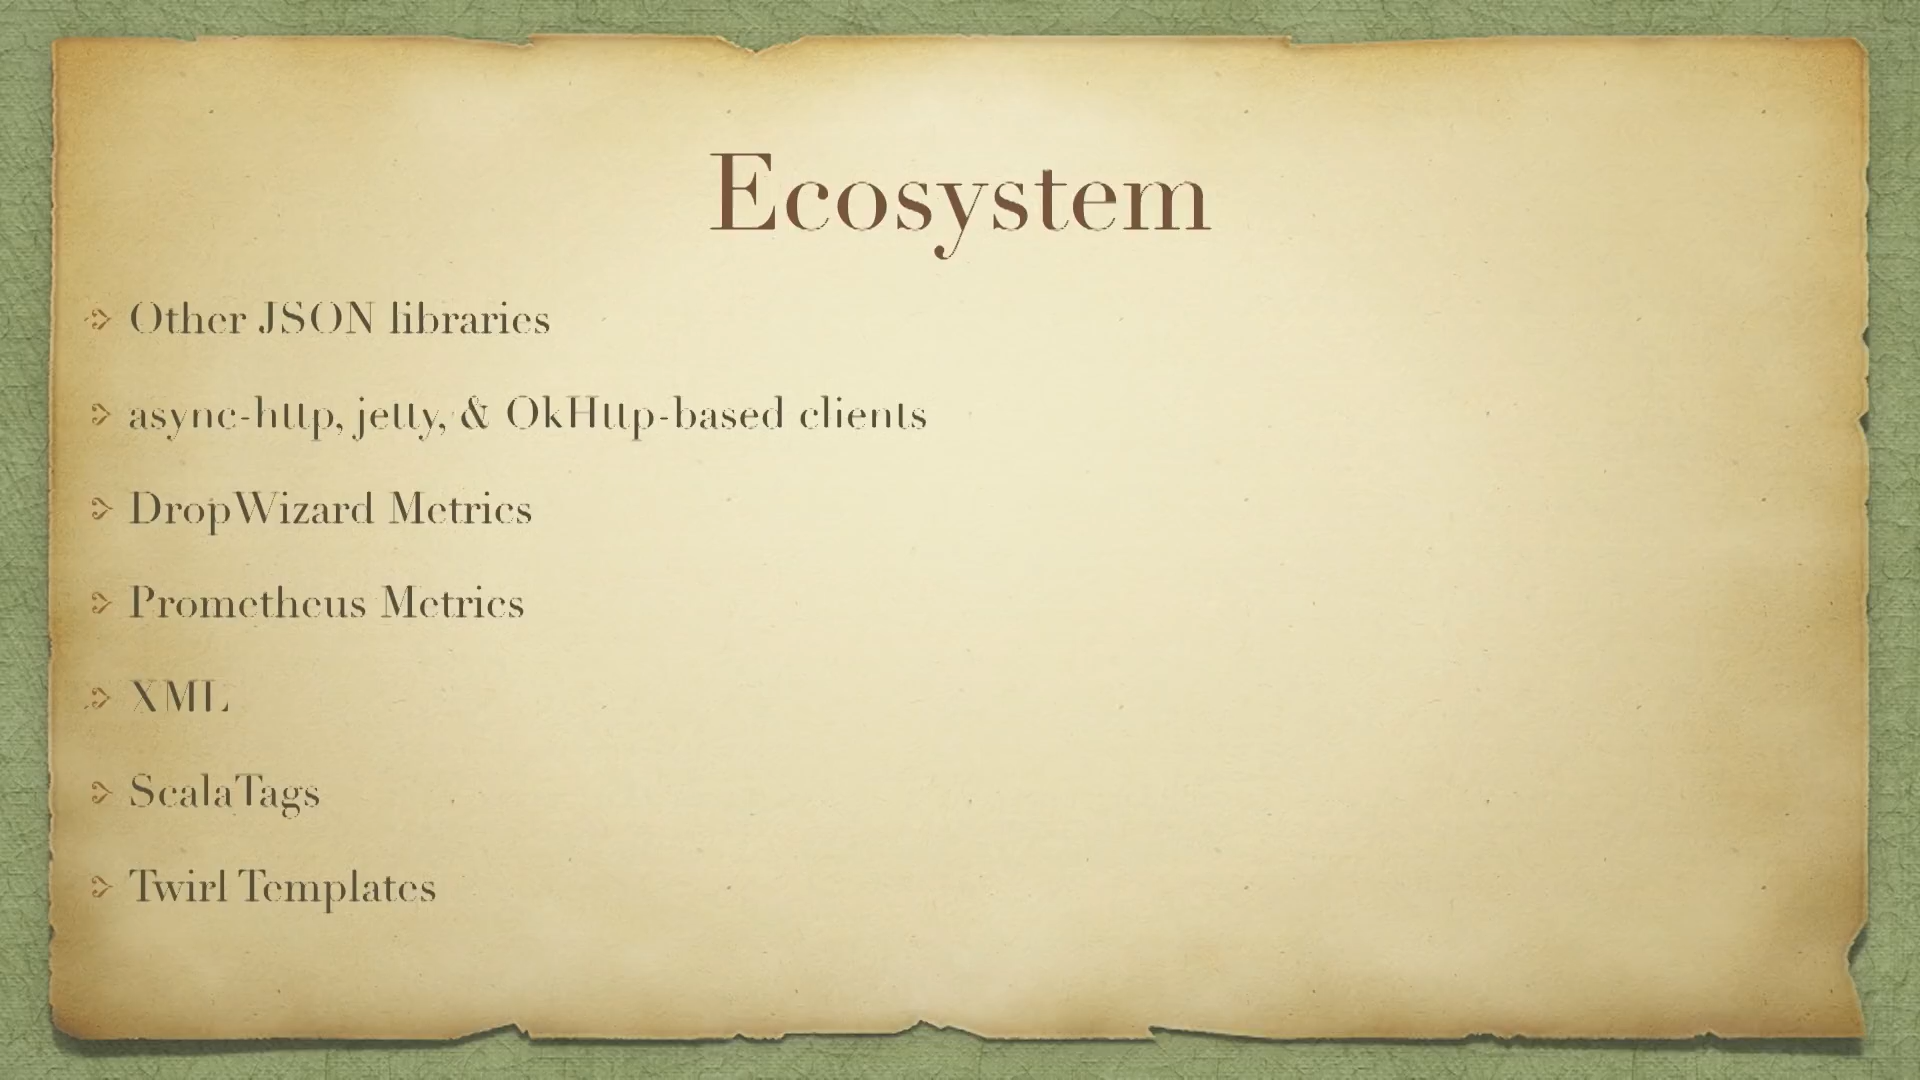 Ecosystem
Other JSON libraries
async-http, jetty, & OkHttp-based clients
DropWizard Metrics
Prometheus Metrics
XML
ScalaTags
Twirl Templates